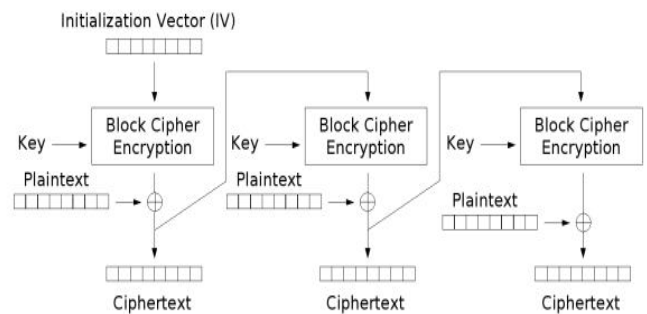 Initialization Vector (IV)
Key
Block Cipher
Encryption
Plaintext
Ciphertext
Key
Block Cipher
Encryption
Plaintext
Ciphertext
Key
Block Cipher
Encryption
Plaintext
Ciphertext